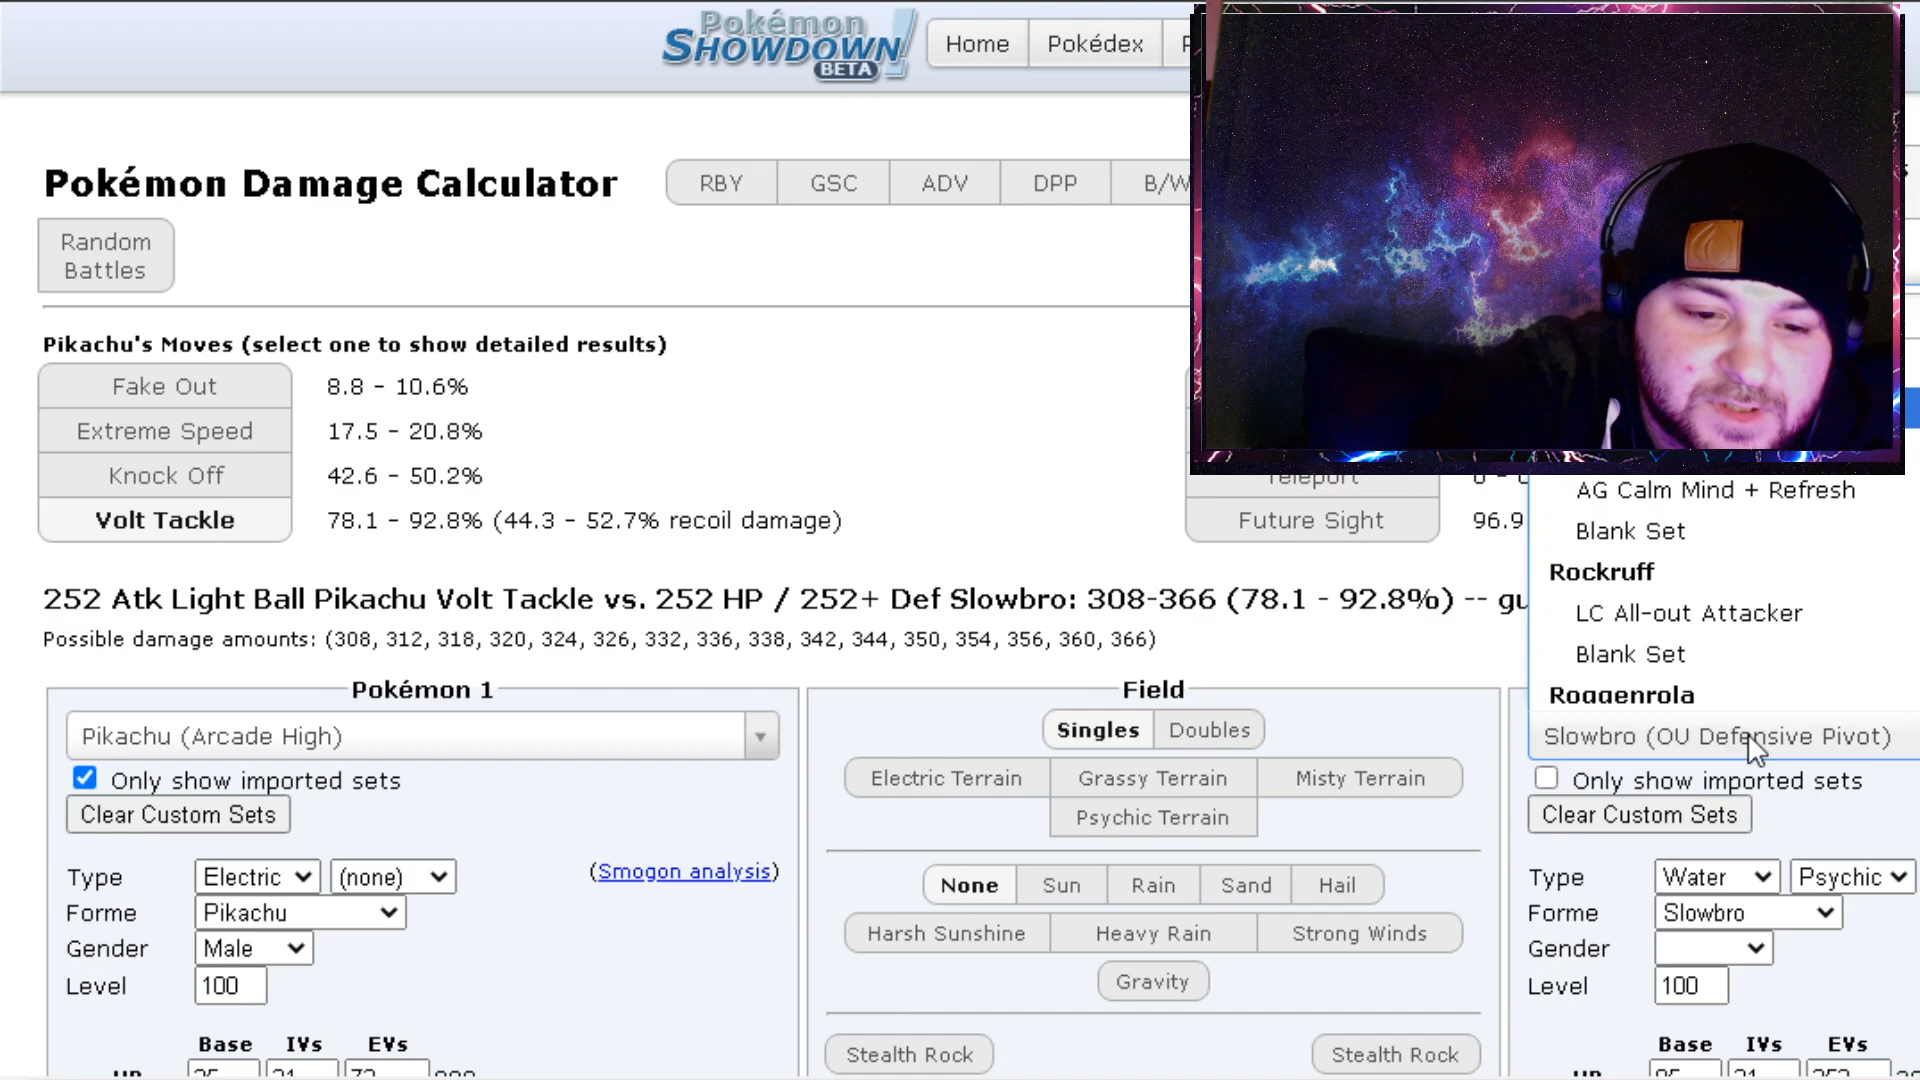 Pokémon
SHOWDOWN!
BETA
Home Pokédex
Pokémon Damage Calculator
RBY GSC ADV DPP B/W
Random
Battles
Pikachu's Moves (select one to show detailed results)
Fake Out 8.8 - 10.6%
Extreme Speed 17.5 - 20.8%
Knock Off 42.6 - 50.2%
Volt Tackle 78.1 - 92.8% (44.3 - 52.7% recoil damage)
Teleport
Future Sight 96.9
AG Calm Mind + Refresh
Blank Set
Rockruff
LC All-out Attacker
Blank Set
Roggenrola
Slowbro (OU Defensive Pivot)
252 Atk Light Ball Pikachu Volt Tackle vs. 252 HP / 252+ Def Slowbro: 308-366 (78.1 - 92.8%) -- gu
Possible damage amounts: (308, 312, 318, 320, 324, 326, 332, 336, 338, 342, 344, 350, 354, 356, 360, 366)
Pokémon 1
Pikachu (Arcade High)
Only show imported sets
Clear Custom Sets
Type Electric (none) (Smogon analysis)
Forme Pikachu
Gender Male
Level 100
Base IVs EVs
Field
Singles Doubles
Electric Terrain Grassy Terrain Misty Terrain
Psychic Terrain
None Sun Rain Sand Hail
Harsh Sunshine Heavy Rain Strong Winds
Gravity
Stealth Rock Stealth Rock
Only show imported sets
Clear Custom Sets
Type Water Psychic
Forme Slowbro
Gender
Level 100
Base IVs EVs